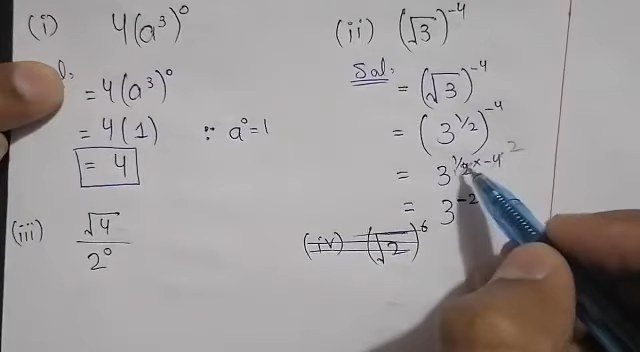 (i) 4(a³)⁰
= 4(a³)⁰
= 4(1) ∵ a⁰=1
= 4
(ii) (√3)⁻⁴
Sol,
= (√3)⁻⁴
= (3^1/2)⁻⁴
= 3^1/2×-4 2
= 3⁻²
(iii) √4/2⁰
(iv) (√2)⁶